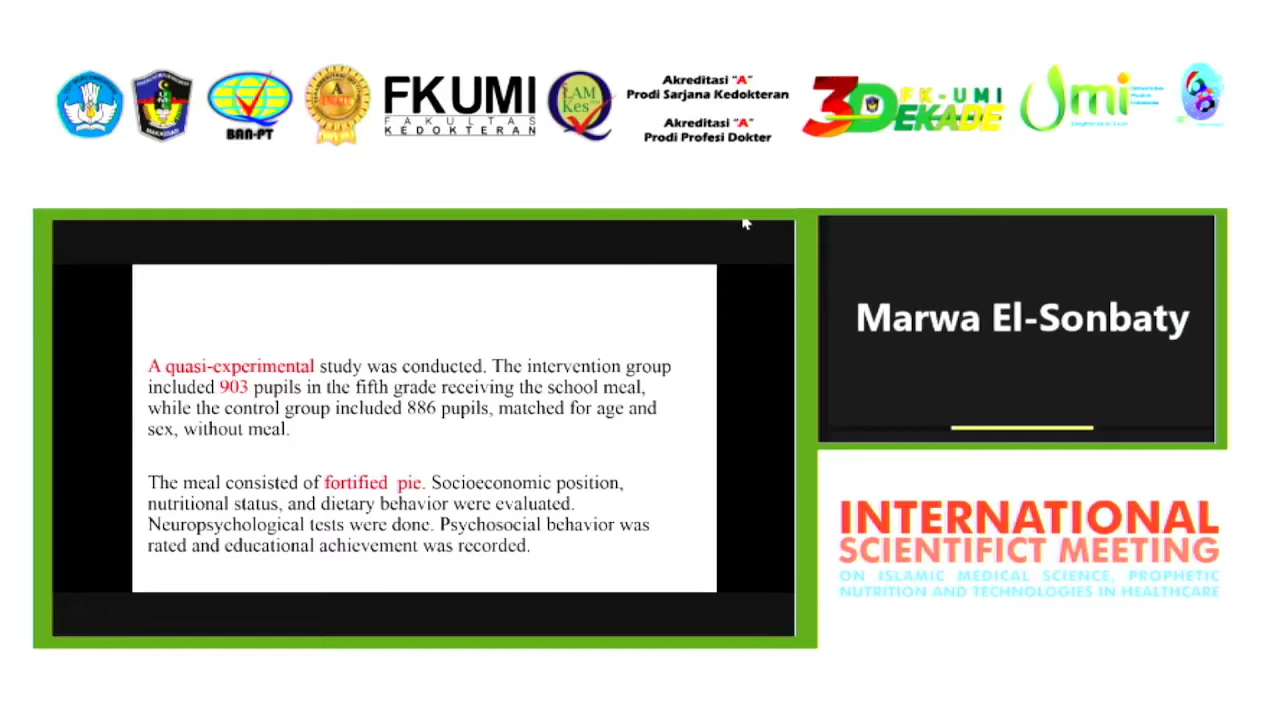 BAN-PT
FK UMI
FAKULTAS
KEDOKTERAN
LAM
Kes
Akreditasi "A"
Prodi Sarjana Kedokteran
Akreditasi "A"
Prodi Profesi Dokter
3 DEKADE
FK-UMI
umi
A quasi-experimental study was conducted. The intervention group
included 903 pupils in the fifth grade receiving the school meal,
while the control group included 886 pupils, matched for age and
sex, without meal.
The meal consisted of fortified pie. Socioeconomic position,
nutritional status, and dietary behavior were evaluated.
Neuropsychological tests were done. Psychosocial behavior was
rated and educational achievement was recorded.
Marwa El-Sonbaty
INTERNATIONAL
SCIENTIFICT MEETING
ON ISLAMIC MEDICAL SCIENCE, PROPHETIC
NUTRITION AND TECHNOLOGIES IN HEALTHCARE